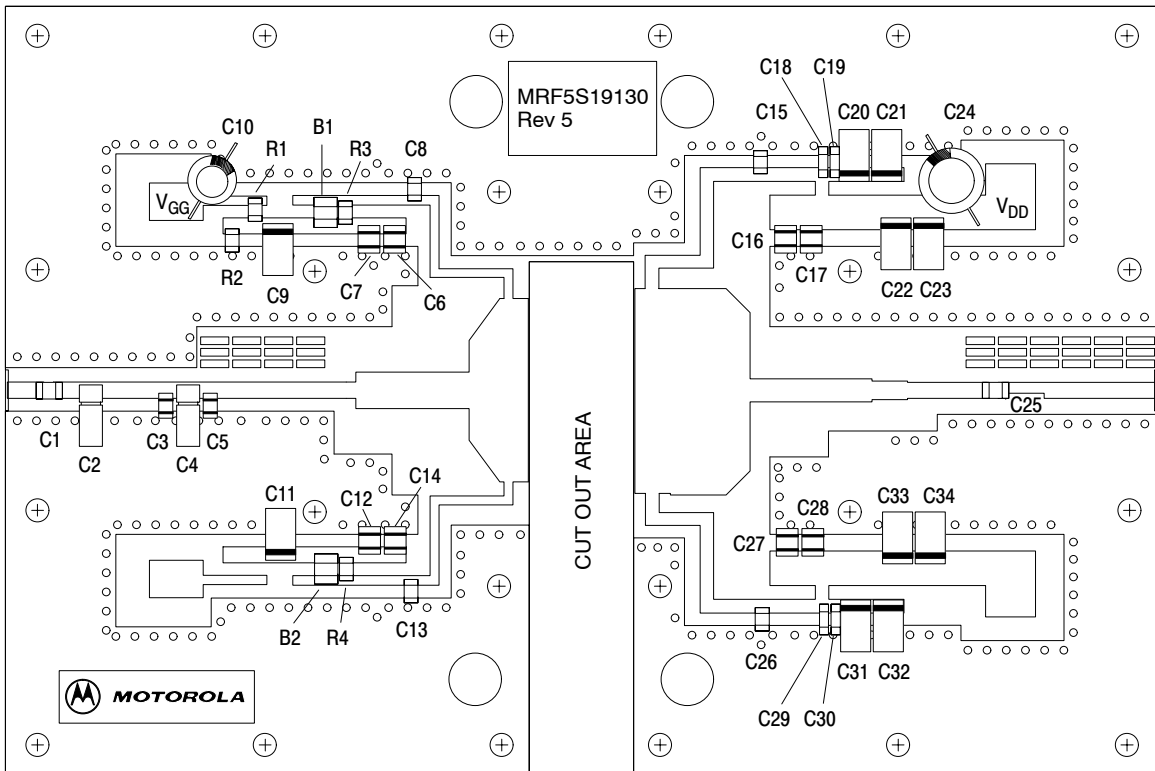 MRF5S19130
Rev 5
C18 C19
C15 C20 C21 C24
C10 B1
R1 R3 C8
VGG
VDD
C16
C17
R2
C9 C7 C6 C22 C23
C1 C3 C5 C25
C2 C4
CUT OUT AREA
C11 C12 C14 C33 C34
C28
C27
B2 R4 C13
C26 C31 C32
C29 C30
MOTOROLA